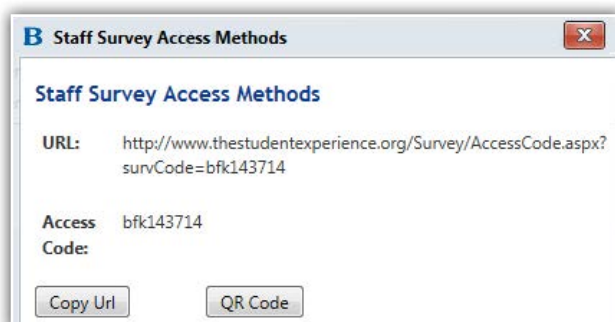 B Staff Survey Access Methods
Staff Survey Access Methods
URL: http://www.thestudentexperience.org/Survey/AccessCode.aspx?
survCode=bfk143714
Access bfk143714
Code:
Copy Url QR Code